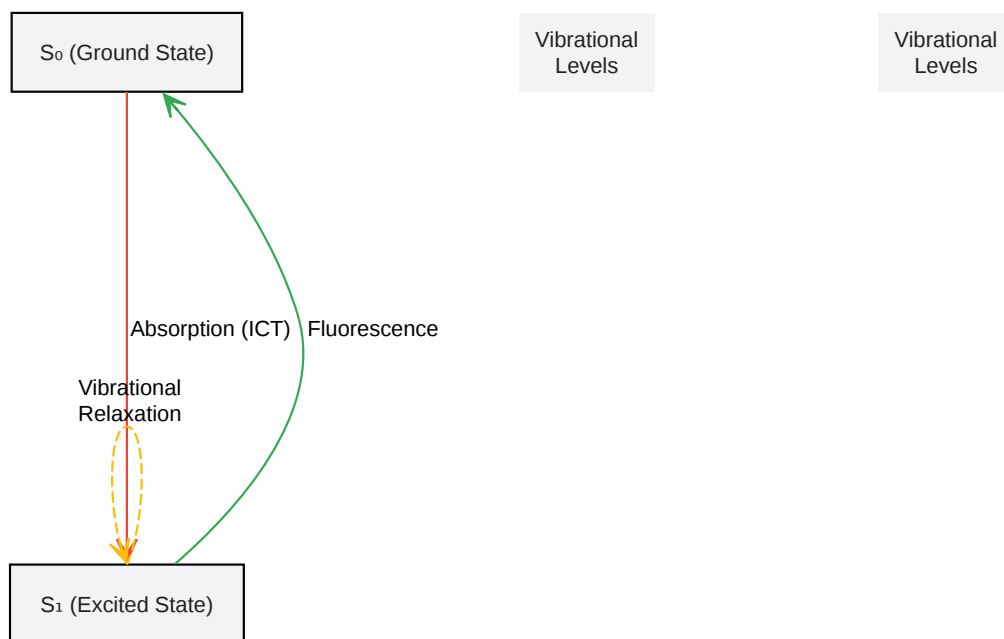 S₀ (Ground State)
Vibrational
Levels
Vibrational
Levels
Absorption (ICT)
Fluorescence
Vibrational
Relaxation
S₁ (Excited State)